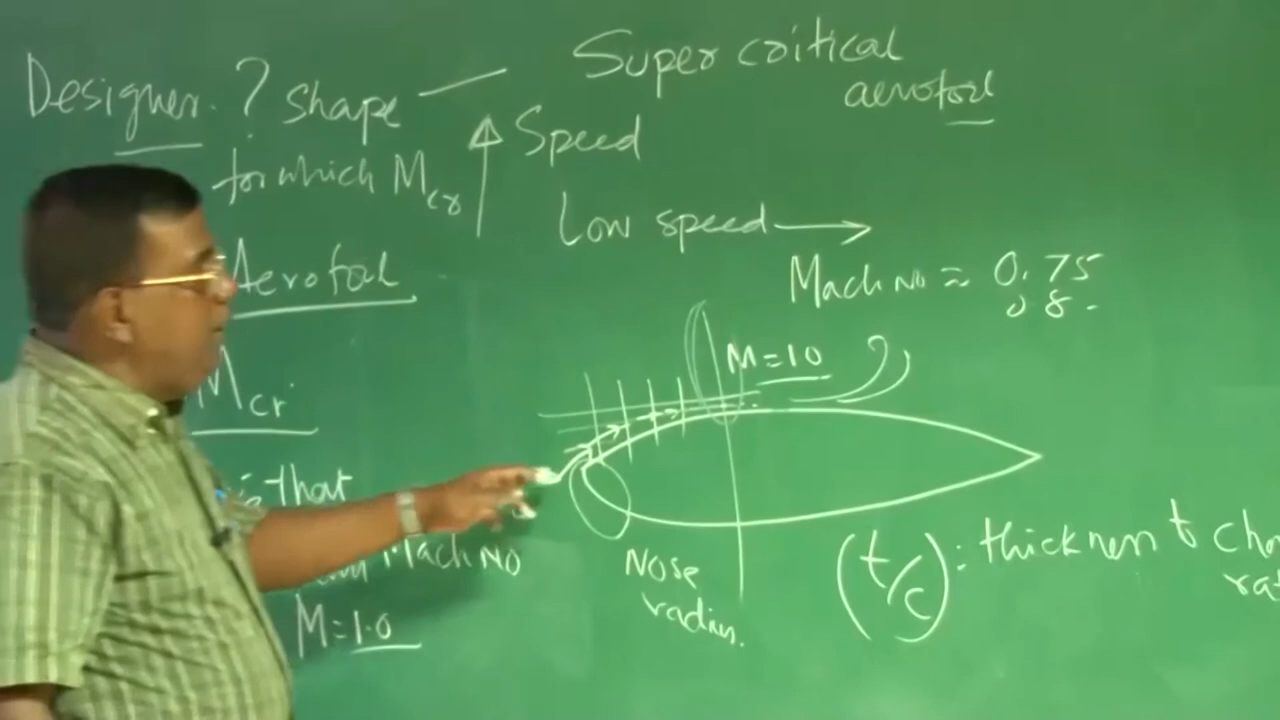 Designer. ? shape — Super critical
aerofoil
for which Mcr ↑ Speed
Low speed →
Aerofoil
Mach No ≈ 0.75
0 8 -
Mcr
M = 1.0
is that
Mach No
M = 1.0
Nose
radius.
(t/c) : thickness to